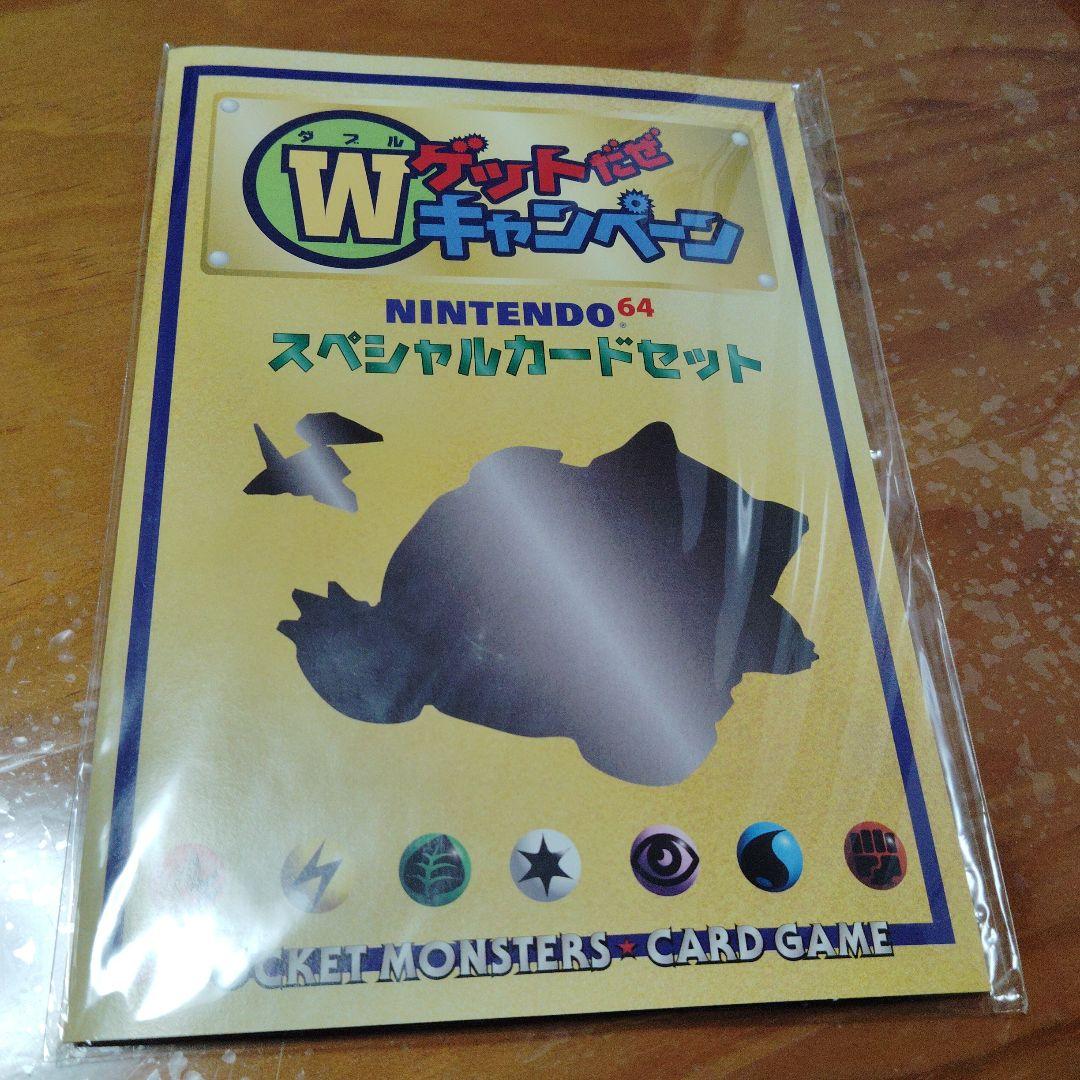 ダブル
W
ゲットだぜ
キャンペーン
NINTENDO64®
スペシャルカードセット
POCKET MONSTERS★CARD GAME